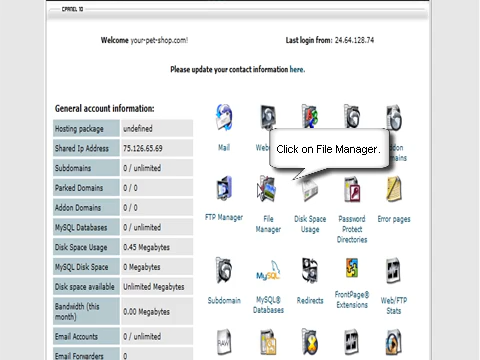 CPANEL 10
Welcome your-pet-shop.com!
Last login from: 24.64.128.74
Please update your contact information here.
General account information:
Hosting package undefined
Shared Ip Address 75.126.65.69
Subdomains 0 / unlimited
Parked Domains 0 / 0
Addon Domains 0 / 0
MySQL Databases 0 / unlimited
Disk Space Usage 0.45 Megabytes
MySQL Disk Space 0 Megabytes
Disk space available Unlimited Megabytes
Bandwidth (this
month) 0.00 Megabytes
Email Accounts 0 / unlimited
Email Forwarders 0
Mail
Click on File Manager.
FTP Manager
File
Manager
Disk Space
Usage
Password
Protect
Directories
Error pages
Subdomain
MySQL
MySQL®
Databases
Redirects
FrontPage®
Extensions
Web/FTP
Stats
RAW